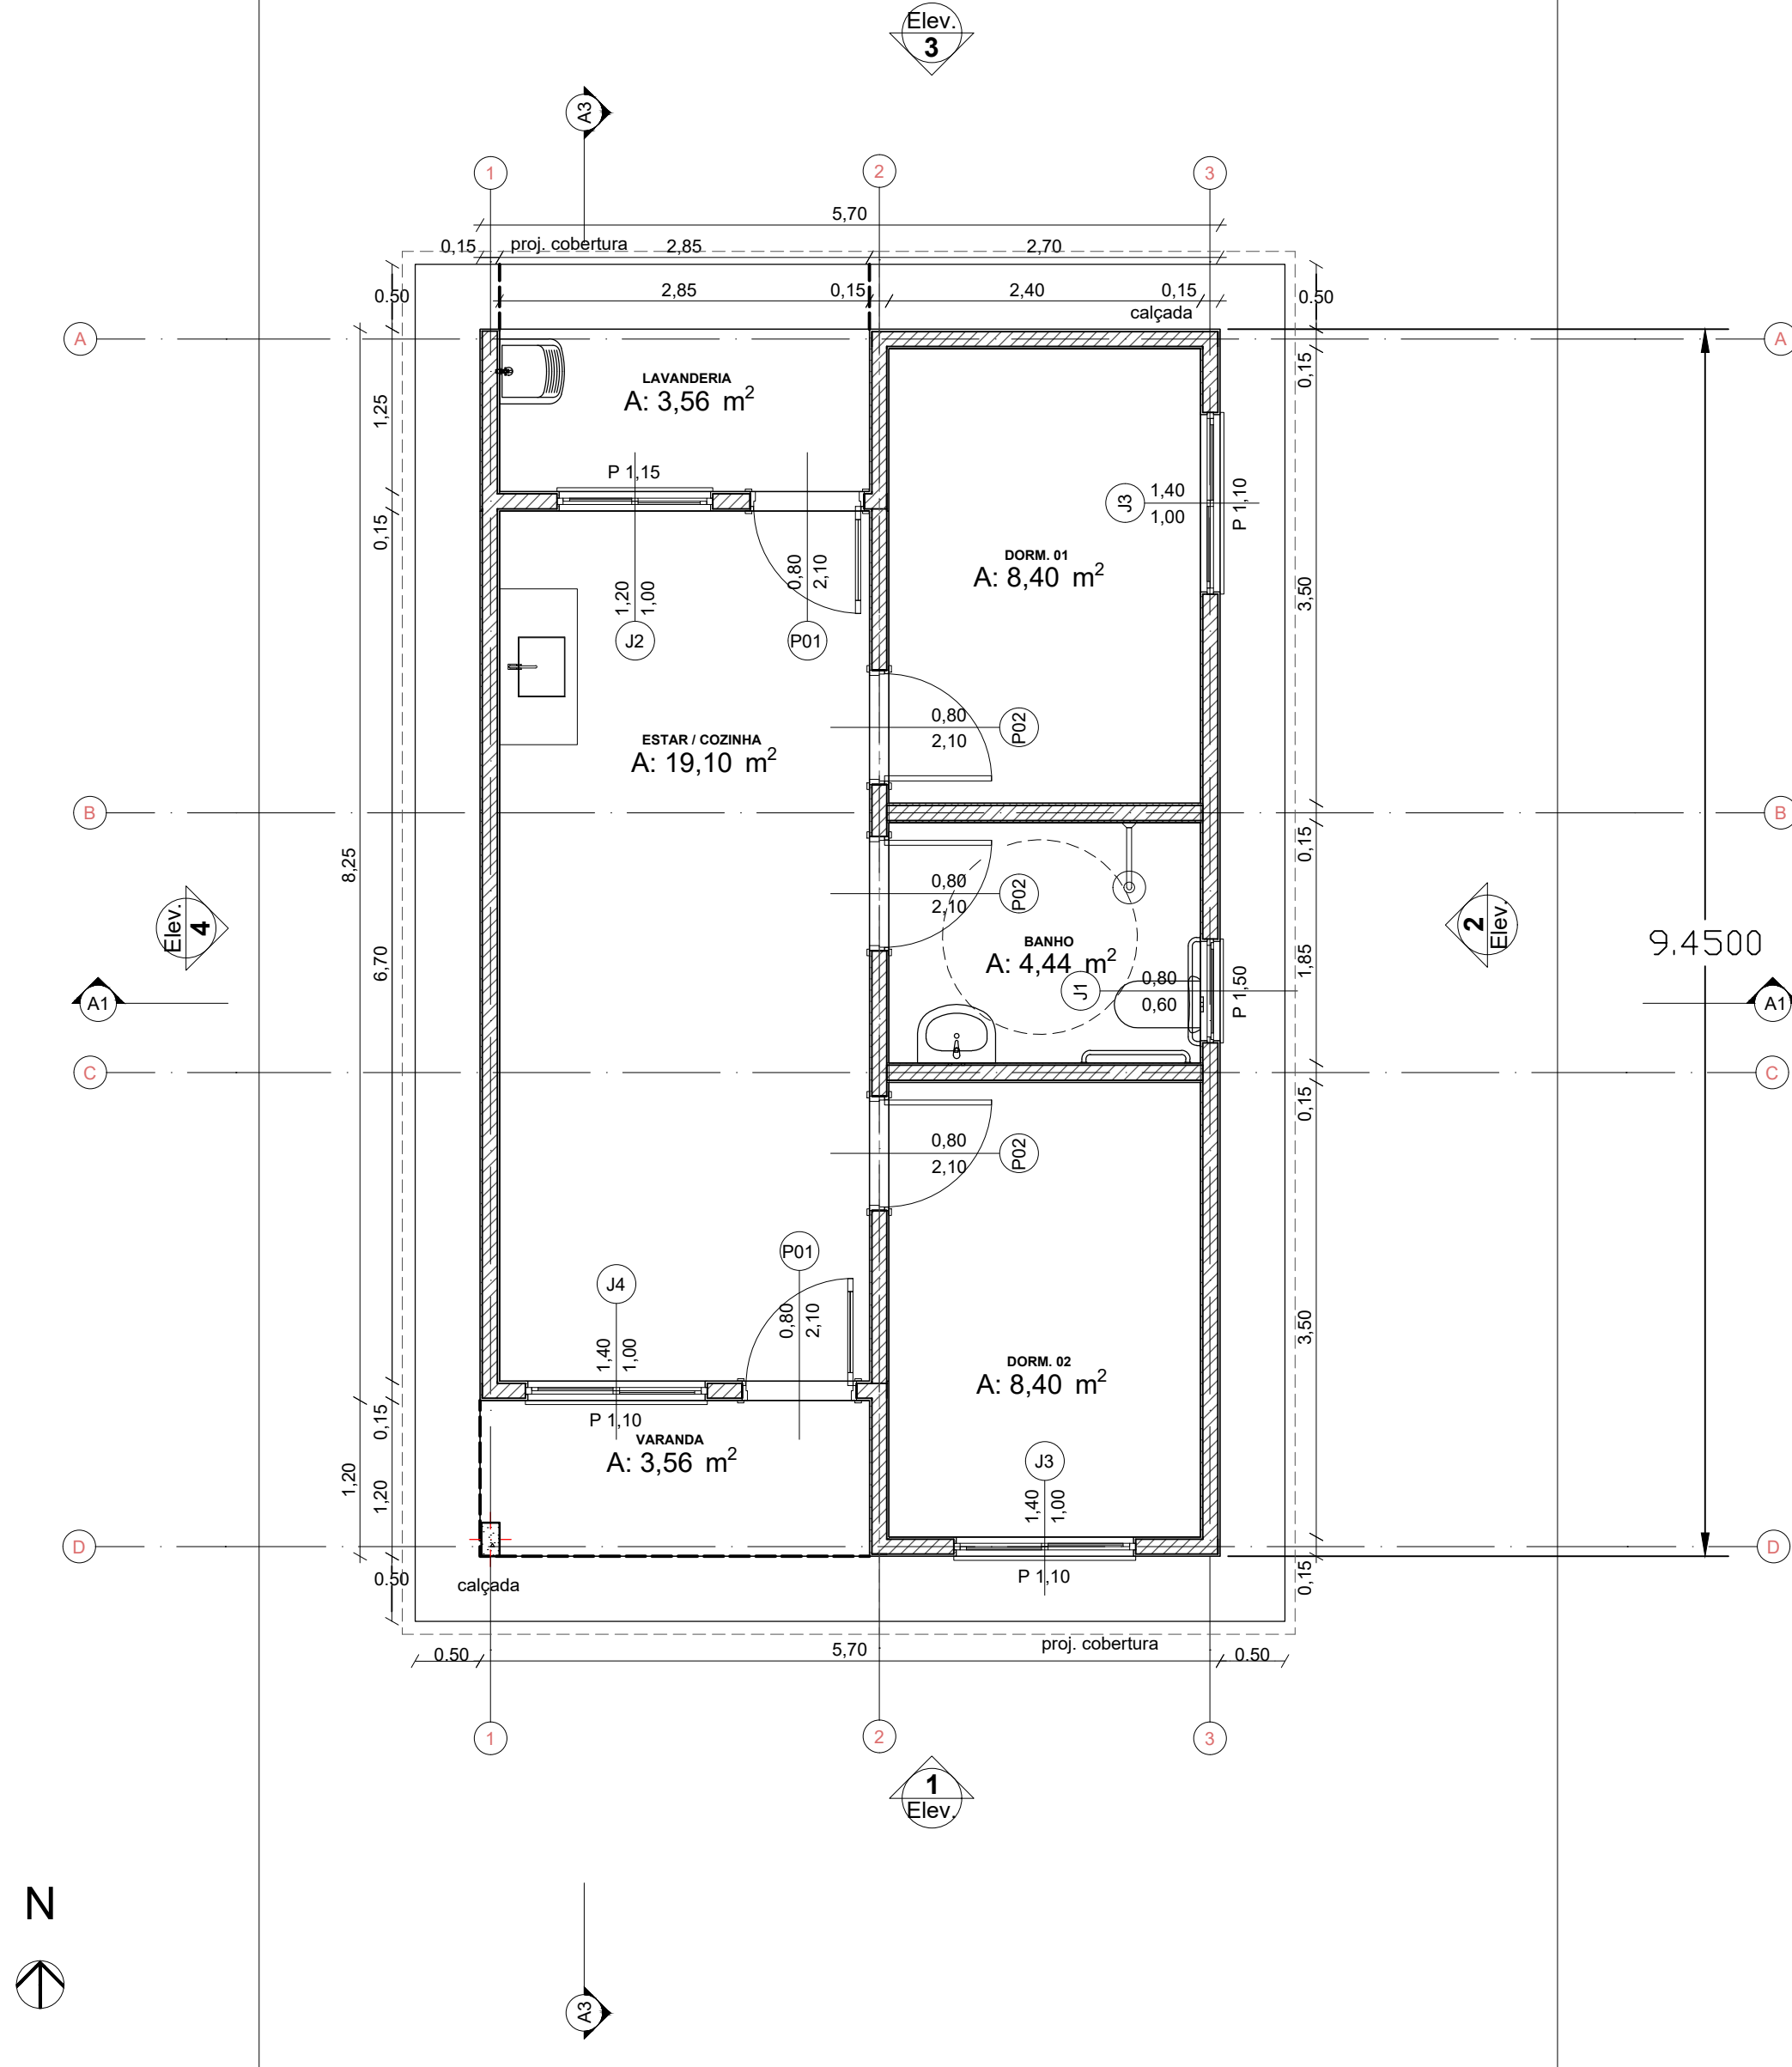 Elev.
3
A3
1
2
3
5,70
0,15
proj. cobertura
2,85
2,70
0.50
2,85
0,15
2,40
0,15
0.50
calçada
A
A
LAVANDERIA
A: 3,56 m²
0,15
1,25
P 1,15
J3
1,40
1,00
P 1,10
0,15
DORM. 01
A: 8,40 m²
0,80
2,10
1,20
1,00
3,50
J2
P01
0,80
2,10
P02
ESTAR / COZINHA
A: 19,10 m²
B
B
8,25
0,15
0,80
2,10
P02
Elev.
4
2
Elev.
9.4500
BANHO
A: 4,44 m²
6,70
1,85
J1
0,80
0,60
P 1,50
A1
A1
C
C
0,15
0,80
2,10
P02
P01
J4
0,80
2,10
1,40
1,00
3,50
DORM. 02
A: 8,40 m²
P 1,10
0,15
VARANDA
A: 3,56 m²
J3
1,20
1,20
1,40
1,00
D
D
0.50
calçada
P 1,10
0,15
0.50
5,70
proj. cobertura
0.50
1
2
3
1
Elev.
N
A3